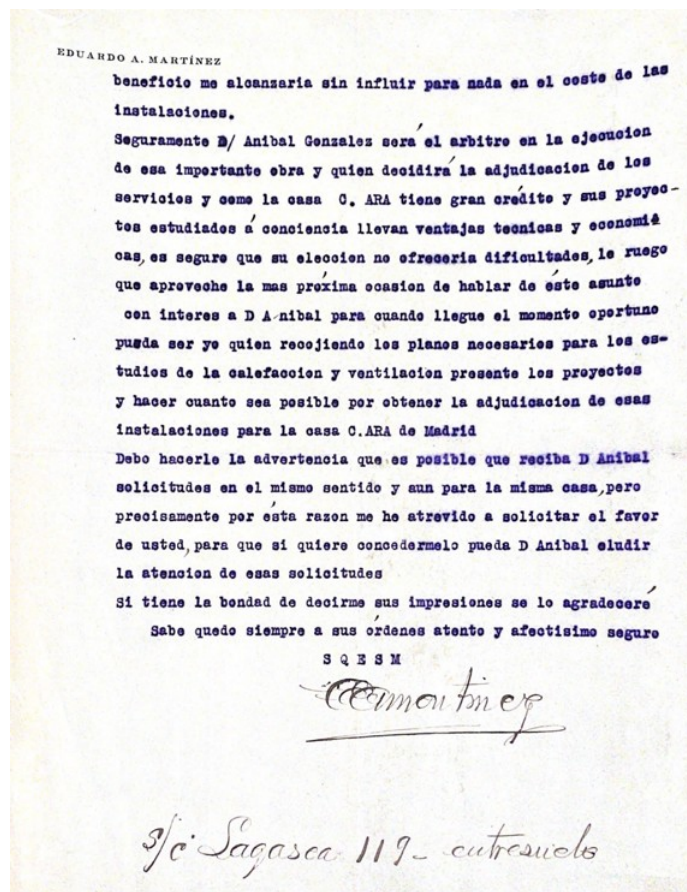 EDUARDO A. MARTÍNEZ
beneficio me alcanzaria sin influir para nada en el coste de las
instalaciones.
Seguramente D/ Anibal Gonzalez será el arbitro en la ejecucion
de esa importante obra y quien decidirá la adjudicacion de los
servicios y como la casa C. ARA tiene gran crédito y sus proyec-
tos estudiados á conciencia llevan ventajas tecnicas y economi-
cas, es seguro que su eleccion no ofreceria dificultades, le ruego
que aproveche la mas próxima ocasion de hablar de éste asunto
con interes a D A nibal para cuando llegue el momento oportuno
pueda ser yo quien recojiendo los planos necesarios para los es-
tudios de la calefaccion y ventilacion presente los proyectos
y hacer cuanto sea posible por obtener la adjudicacion de esas
instalaciones para la casa C.ARA de Madrid
Debo hacerle la advertencia que es posible que reciba D Anibal
solicitudes en el mismo sentido y aun para la misma casa, pero
precisamente por ésta razon me he atrevido a solicitar el favor
de usted, para que si quiere concedermelo pueda D Anibal eludir
la atencion de esas solicitudes
Si tiene la bondad de decirme sus impresiones se lo agradeceré
Sabe quedo siempre a sus órdenes atento y afectisimo seguro
S Q E S M
EAMartinez
s/c Lagasca 119- entresuelo